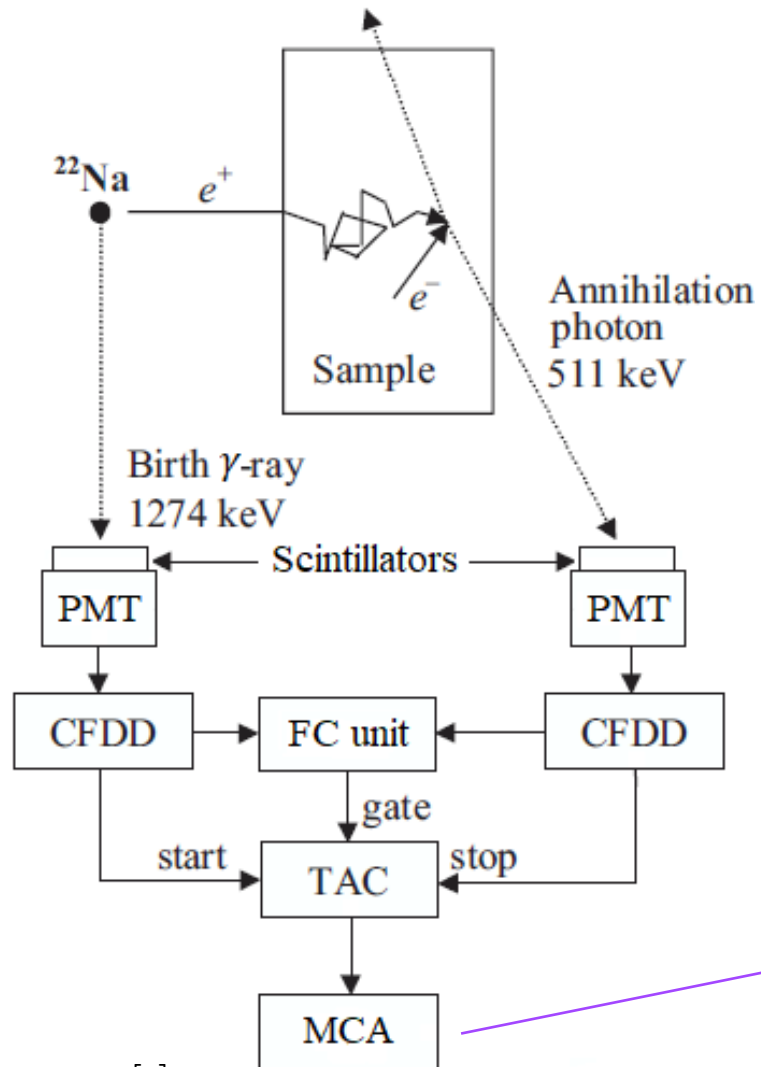 ²²Na
e⁺
e⁻
Annihilation
photon
511 keV
Sample
Birth γ-ray
1274 keV
Scintillators
PMT
PMT
CFDD
FC unit
CFDD
gate
start
stop
TAC
MCA